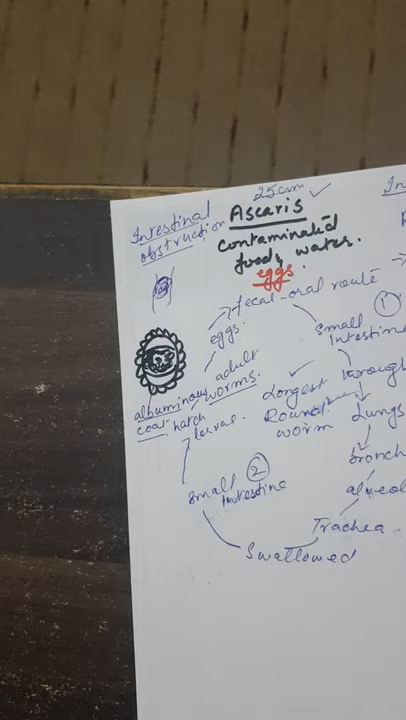 25cm ✓
Ascaris
Intestinal
obstruction
Contaminated
food & water.
eggs
fecal-oral route →
eggs.
①
Small
Intestine
through
Lungs
bronch
alveol
Trachea
Swallowed
②
Small
Intestine
larvae.
hatch
adult
worms.
albuminous
coat
✓
Longest
Round
worm
In